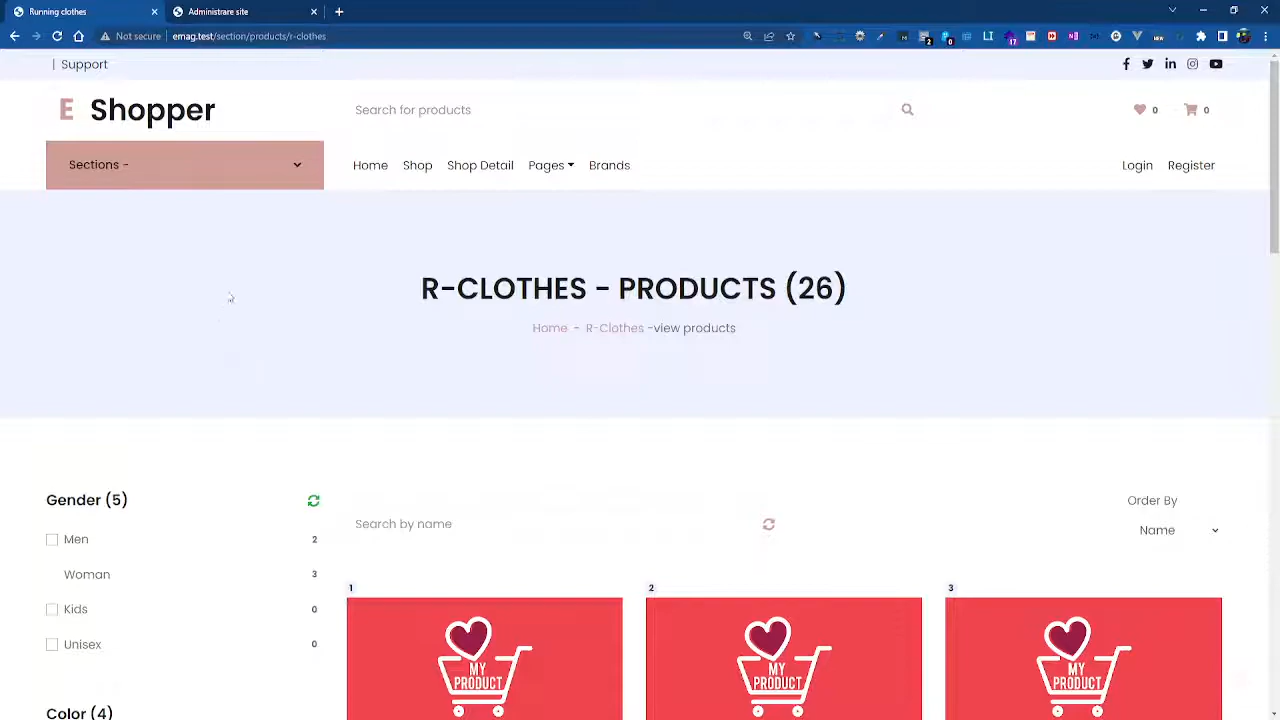 Running clothes
Administrare site
Not secure
emag.test/section/products/r-clothes
| Support
E Shopper
Search for products
0
0
Sections -
Home
Shop
Shop Detail
Pages
Brands
Login
Register
R-CLOTHES - PRODUCTS (26)
Home - R-Clothes -view products
Gender (5)
Men 2
Woman 3
Kids 0
Unisex 0
Color (4)
Search by name
Order By
Name
1
2
3
MY PRODUCT
MY PRODUCT
MY PRODUCT